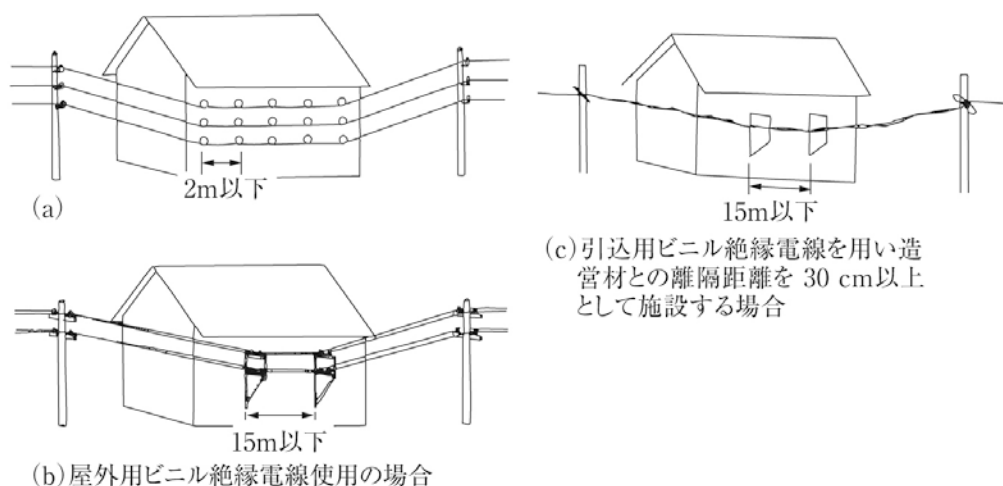 2m以下
(a)
15m以下
(b)屋外用ビニル絶縁電線使用の場合
15m以下
(c)引込用ビニル絶縁電線を用い造
営材との離隔距離を 30 cm以上
として施設する場合